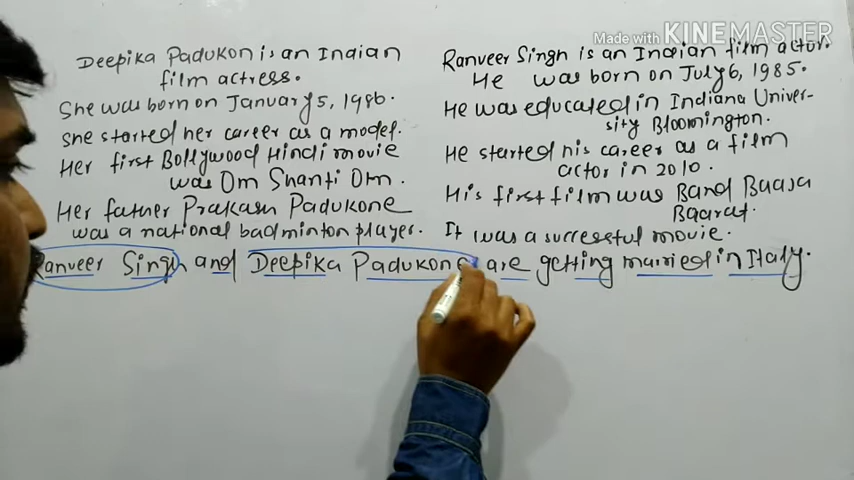 Made with KINEMASTER
Deepika Padukon is an Indian
film actress.
She was born on January 5, 1986.
she started her career as a model.
Her first Bollywood Hindi movie
was Om Shanti Om.
Her father Prakash Padukone
was a national badminton player.
Ranveer Singh is an Indian film actor.
He was born on July 6, 1985.
He was educated in Indiana Univer-
sity Bloomington.
He started his career as a film
actor in 2010.
His first film was Band Baaja
Baarat.
It was a successful movie.
Ranveer Singh and Deepika Padukone are getting married in Italy.